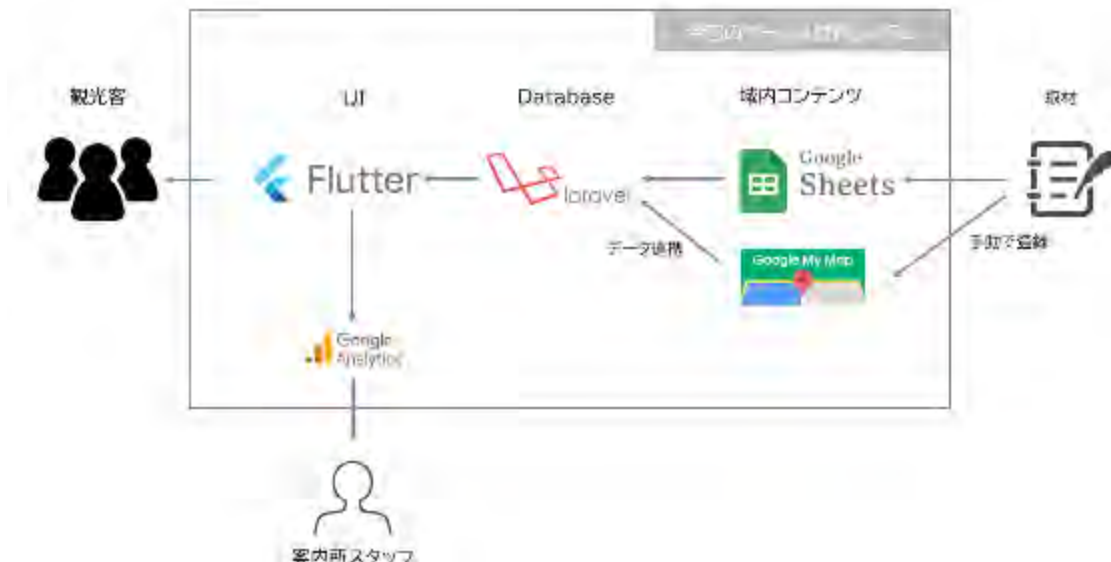 観光客
UI
Database
域内コンテンツ
取材
Flutter
laravel
Google
Sheets
データ連携
手動で登録
Google My Map
Google
Analytics
案内所スタッフ